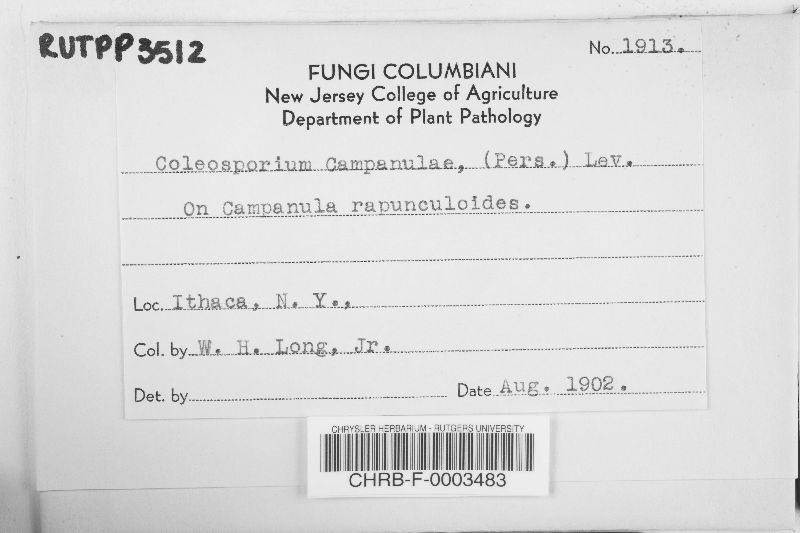 RUTPP3512
No. 1913.
FUNGI COLUMBIANI
New Jersey College of Agriculture
Department of Plant Pathology
Coleosporium Campanulae, (Pers.) Lev.
On Campanula rapunculoides.
Loc. Ithaca, N. Y.,
Col. by W. H. Long, Jr.
Det. by
Date Aug. 1902.
CHRYSLER HERBARIUM - RUTGERS UNIVERSITY
CHRB-F-0003483